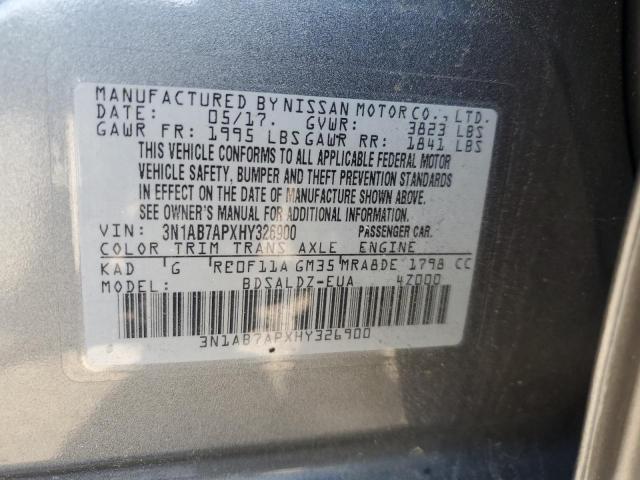 MANUFACTURED BY NISSAN MOTOR CO., LTD.
DATE: 05/17. GVWR: 3823 LBS
GAWR FR: 1995 LBS GAWR RR: 1841 LBS
THIS VEHICLE CONFORMS TO ALL APPLICABLE FEDERAL MOTOR
VEHICLE SAFETY, BUMPER AND THEFT PREVENTION STANDARDS
IN EFFECT ON THE DATE OF MANUFACTURE SHOWN ABOVE.
SEE OWNER'S MANUAL FOR ADDITIONAL INFORMATION.
VIN: 3N1AB7APXHY326900 PASSENGER CAR.
COLOR TRIM TRANS AXLE ENGINE
KAD G RE0F11A GM35 MRA8DE 1798 CC
MODEL: BDSALDZ-EUA 4Z000
3N1AB7APXHY326900